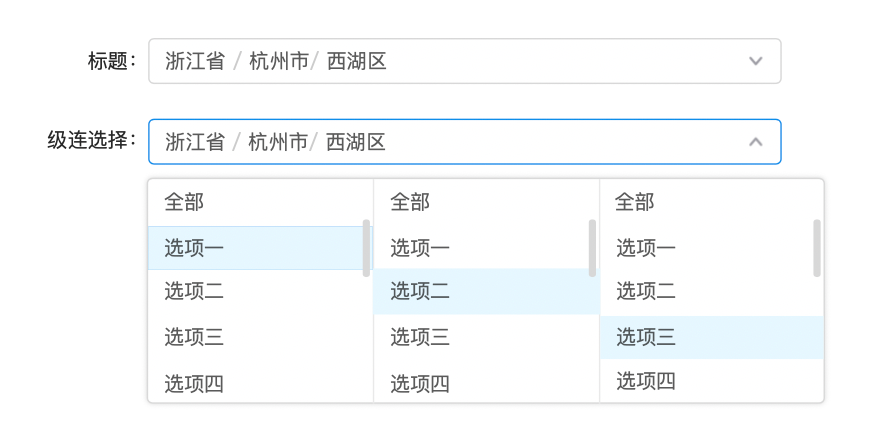 标题： 浙江省 / 杭州市/ 西湖区
级连选择： 浙江省 / 杭州市/ 西湖区
全部 全部 全部
选项一 选项一 选项一
选项二 选项二 选项二
选项三 选项三 选项三
选项四 选项四 选项四